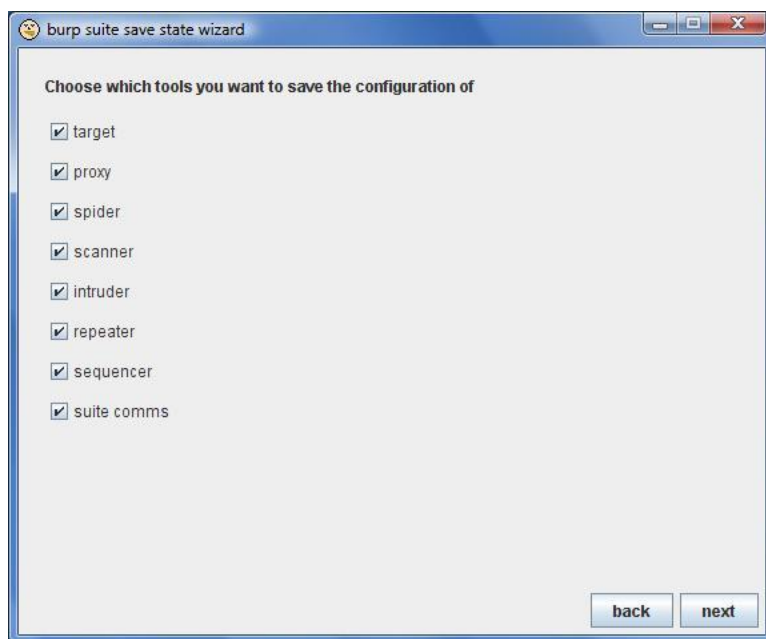 burp suite save state wizard
Choose which tools you want to save the configuration of
target
proxy
spider
scanner
intruder
repeater
sequencer
suite comms
back next